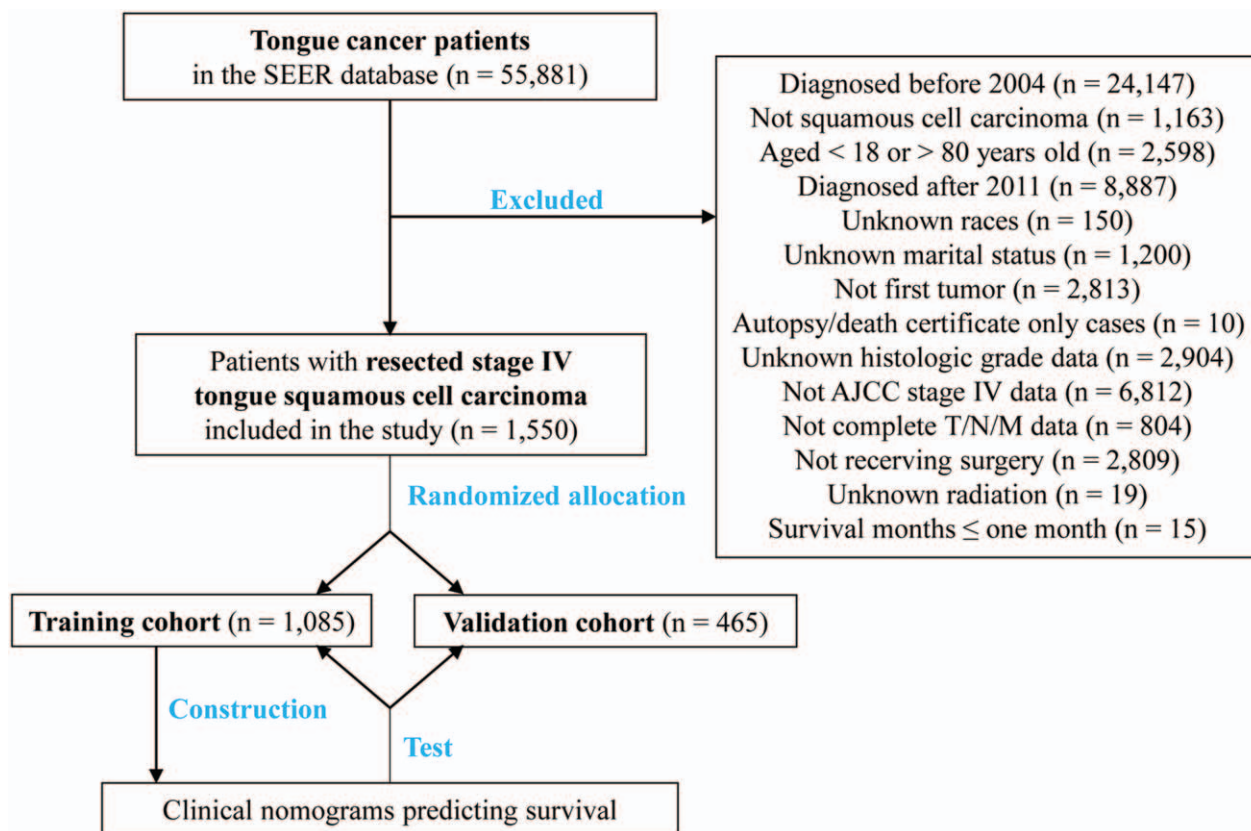 Tongue cancer patients
in the SEER database (n = 55,881)
Excluded
Diagnosed before 2004 (n = 24,147)
Not squamous cell carcinoma (n = 1,163)
Aged < 18 or > 80 years old (n = 2,598)
Diagnosed after 2011 (n = 8,887)
Unknown races (n = 150)
Unknown marital status (n = 1,200)
Not first tumor (n = 2,813)
Autopsy/death certificate only cases (n = 10)
Unknown histologic grade data (n = 2,904)
Not AJCC stage IV data (n = 6,812)
Not complete T/N/M data (n = 804)
Not recerving surgery (n = 2,809)
Unknown radiation (n = 19)
Survival months ≤ one month (n = 15)
Patients with resected stage IV
tongue squamous cell carcinoma
included in the study (n = 1,550)
Randomized allocation
Training cohort (n = 1,085)
Validation cohort (n = 465)
Construction
Test
Clinical nomograms predicting survival